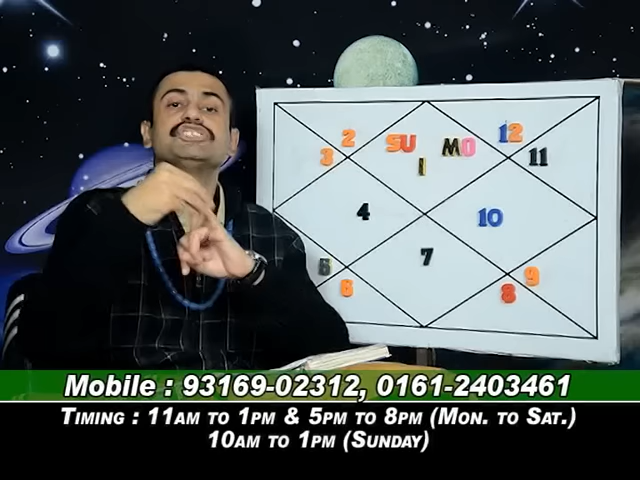 2 SU MO 12
3 1 11
4 10
7
5 9
6 8
Mobile : 93169-02312, 0161-2403461
Timing : 11am to 1pm & 5pm to 8pm (Mon. to Sat.)
10am to 1pm (Sunday)